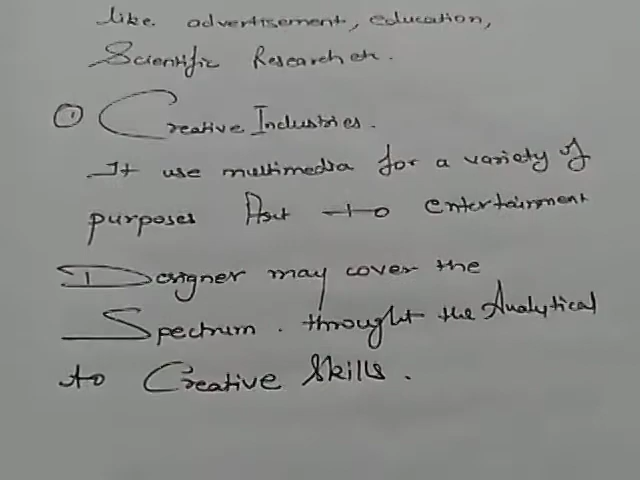 like advertisement, education,
Scientific Research etc.
① Creative Industries.
It use multimedia for a variety of
purposes Art to entertainment
Designer may cover the
Spectrum . throught the Analytical
to Creative Skills .